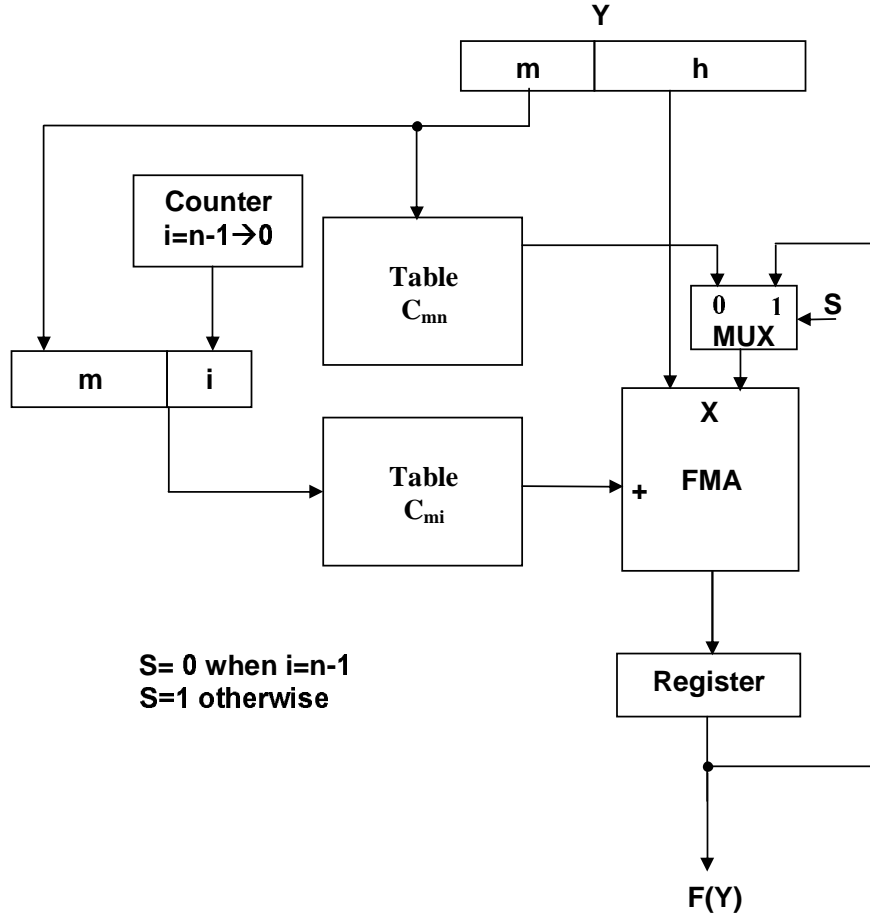 Y
m h
Counter
i=n-1→0
Table
Cmn
0 1
MUX
S
m i
X
FMA
+
Table
Cmi
S= 0 when i=n-1
S=1 otherwise
Register
F(Y)